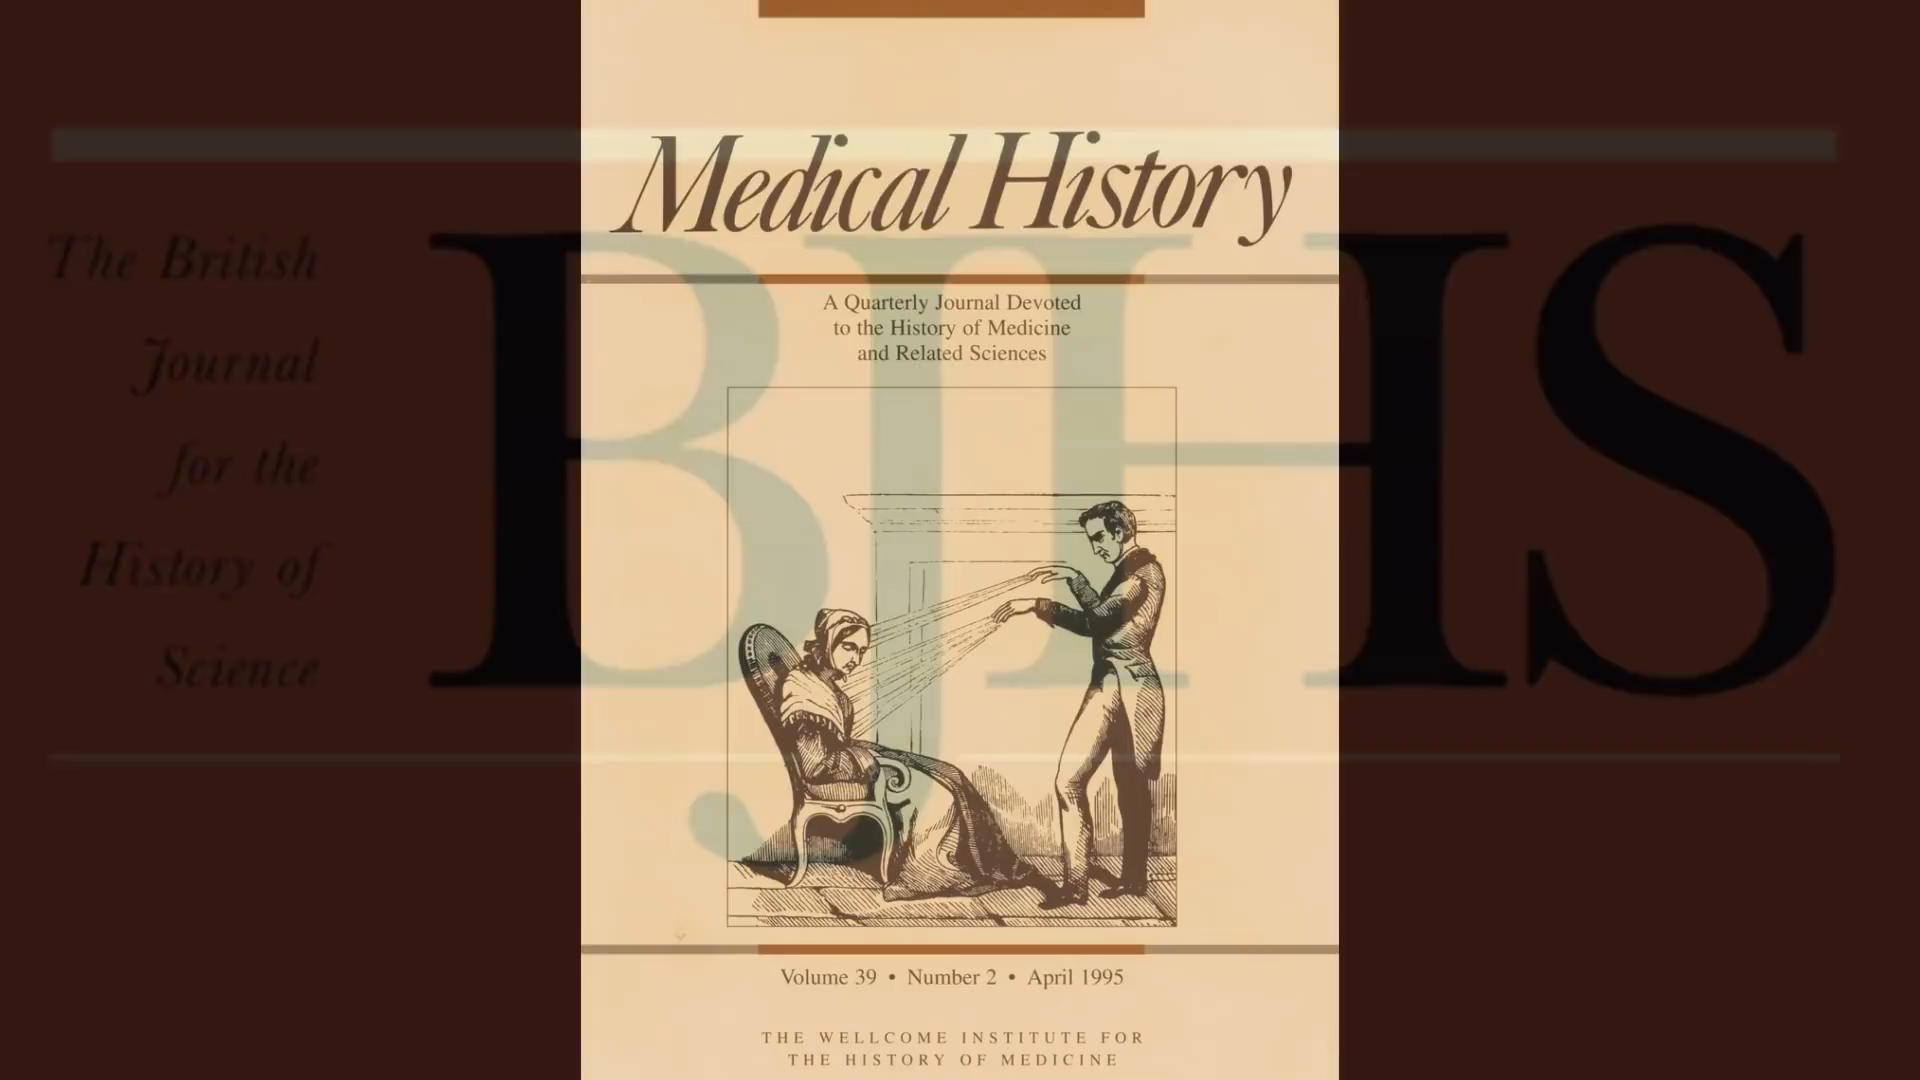 Medical History
A Quarterly Journal Devoted
to the History of Medicine
and Related Sciences
Volume 39 • Number 2 • April 1995
THE WELLCOME INSTITUTE FOR
THE HISTORY OF MEDICINE
The British
Journal
for the
History of
Science
BJHS